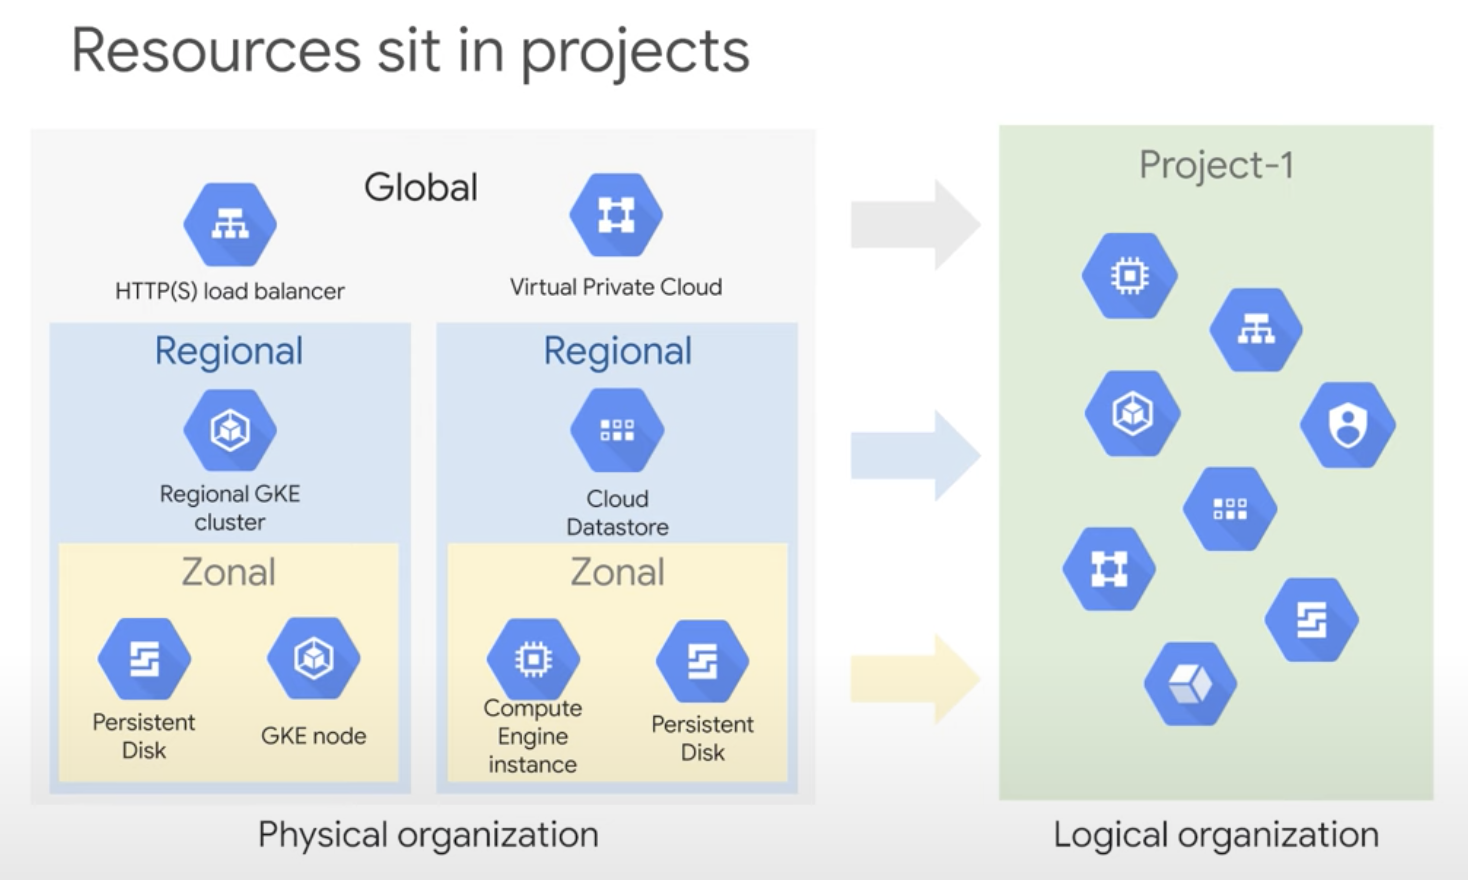 Resources sit in projects
Global
HTTP(S) load balancer
Virtual Private Cloud
Regional
Regional GKE
cluster
Zonal
Persistent
Disk
GKE node
Regional
Cloud
Datastore
Zonal
Compute
Engine
instance
Persistent
Disk
Physical organization
Project-1
Logical organization